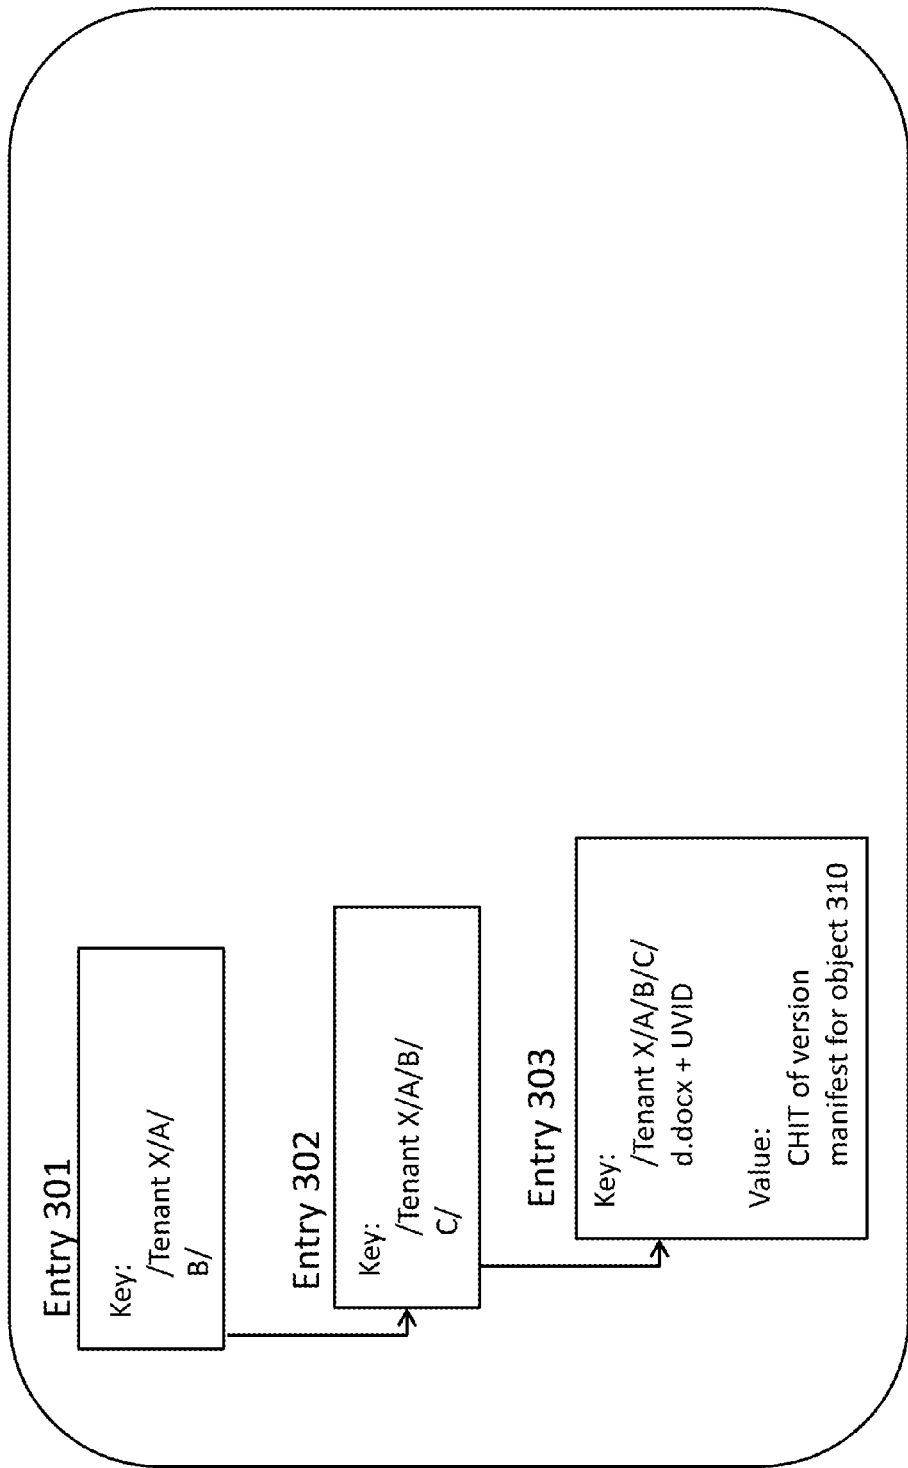 Entry 301
Key:
/Tenant X/A/
B/
Entry 302
Key:
/Tenant X/A/B/
C/
Entry 303
Key:
/Tenant X/A/B/C/
d.docx + UVID
Value:
CHIT of version
manifest for object 310